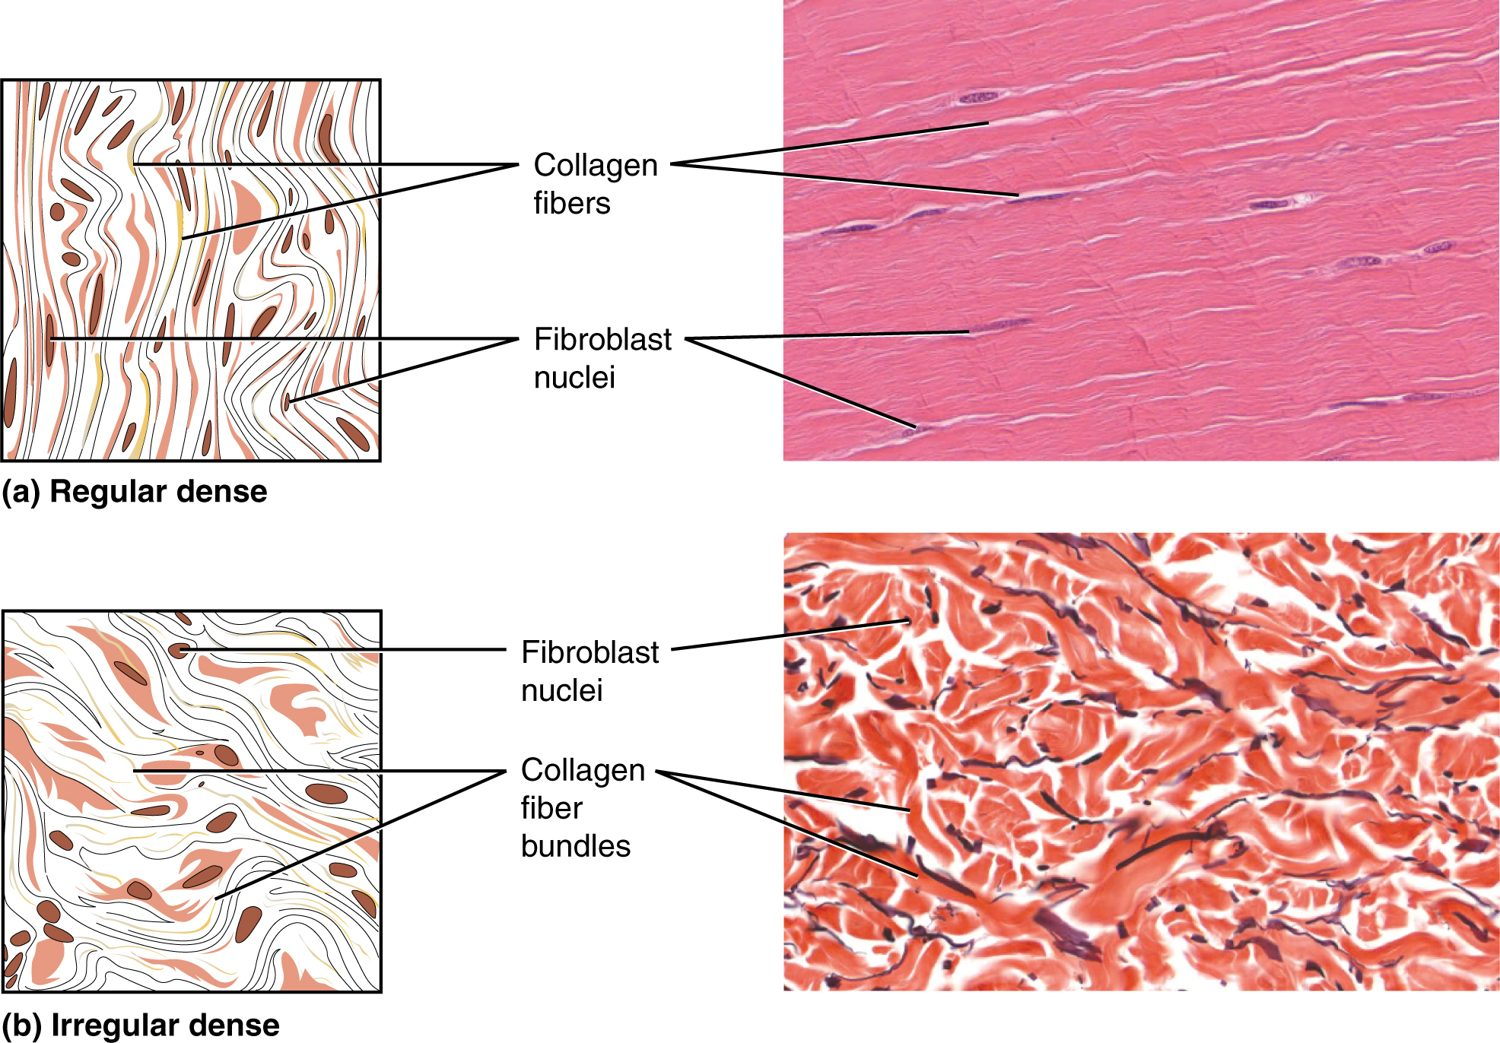 Collagen
fibers
Fibroblast
nuclei
(a) Regular dense
Fibroblast
nuclei
Collagen
fiber
bundles
(b) Irregular dense